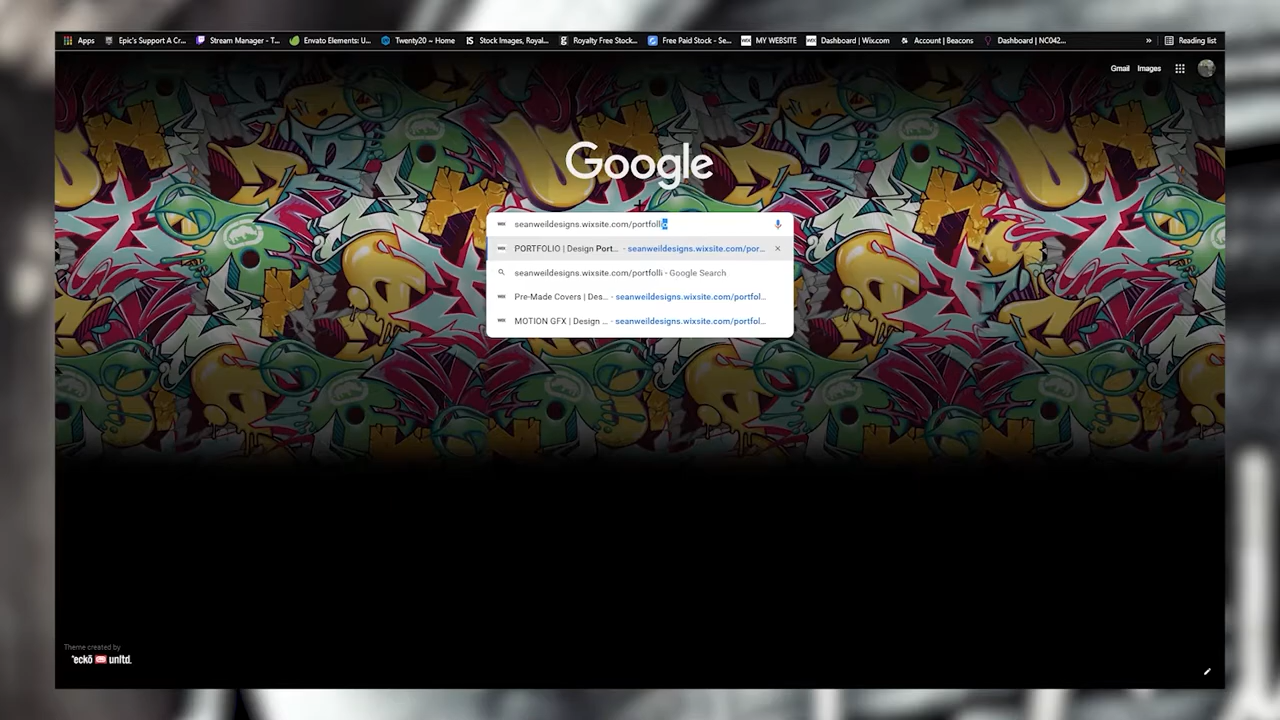 Apps Epic's Support A Cr... Stream Manager - T... Envato Elements: U... Twenty20 ~ Home Stock Images, Royal... Royalty Free Stock... Free Paid Stock - Se... MY WEBSITE Dashboard | Wix.com Account | Beacons Dashboard | NC042... » Reading list
Gmail Images
Google
seanweildesigns.wixsite.com/portfolio
PORTFOLIO | Design Port... - seanweildesigns.wixsite.com/por...
seanweildesigns.wixsite.com/portfoli - Google Search
Pre-Made Covers | Des... - seanweildesigns.wixsite.com/portfol...
MOTION GFX | Design ... - seanweildesigns.wixsite.com/portfol...
Theme created by
*eckō unltd.